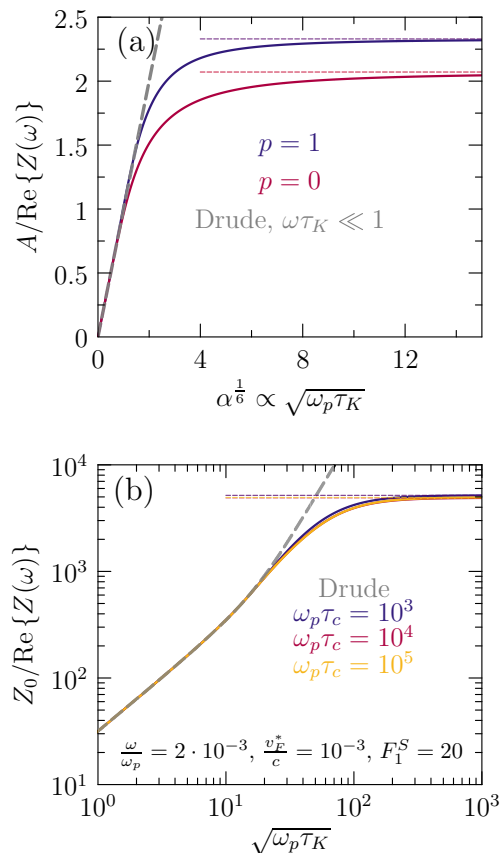 (a)
A/Re{Z(ω)}
2.5
2
1.5
1
0.5
0
p = 1
p = 0
Drude, ωτ_K ≪ 1
0 4 8 12
α^{1/6} ∝ √(ω_p τ_K)
(b)
Z_0/Re{Z(ω)}
10^4
10^3
10^2
10^1
Drude
ω_p τ_c = 10^3
ω_p τ_c = 10^4
ω_p τ_c = 10^5
ω/ω_p = 2 · 10^{-3}, v_F^*/c = 10^{-3}, F_1^S = 20
10^0 10^1 10^2 10^3
√(ω_p τ_K)